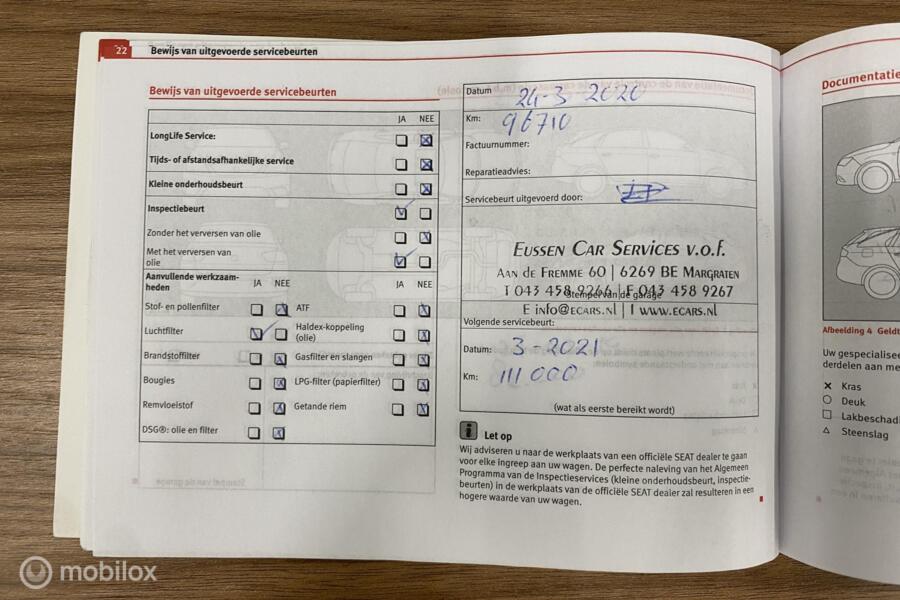 22 Bewijs van uitgevoerde servicebeurten
Bewijs van uitgevoerde servicebeurten
JA NEE
LongLife Service:
Tijds- of afstandsafhankelijke service
Kleine onderhoudsbeurt
Inspectiebeurt
Zonder het verversen van olie
Met het verversen van
olie
Aanvullende werkzaam-
heden
JA NEE
JA NEE
Stof- en pollenfilter
ATF
Luchtfilter
Haldex-koppeling
(olie)
Brandstoffilter
Gasfilter en slangen
Bougies
LPG-filter (papierfilter)
Remvloeistof
Getande riem
DSG®: olie en filter
Datum 24-3-2020
Km: 96710
Factuurnummer:
Reparatieadvies:
Servicebeurt uitgevoerd door:
Eussen Car Services v.o.f.
Aan de Fremme 60 | 6269 BE Margraten
T 043 458 9266 | F 043 458 9267
Stempel van de garage
E info@ecars.nl | I www.ecars.nl
Volgende servicebeurt:
Datum: 3-2021
Km: 111 000
(wat als eerste bereikt wordt)
Let op
Wij adviseren u naar de werkplaats van een officiële SEAT dealer te gaan
voor elke ingreep aan uw wagen. De perfecte naleving van het Algemeen
Programma van de Inspectieservices (kleine onderhoudsbeurt, inspectie-
beurten) in de werkplaats van de officiële SEAT dealer zal resulteren in een
hogere waarde van uw wagen.
Documentatie
Afbeelding 4 Geldt
Uw gespecialisee
derdelen aan me
Kras
Deuk
Lakbeschadi
Steenslag
mobilox